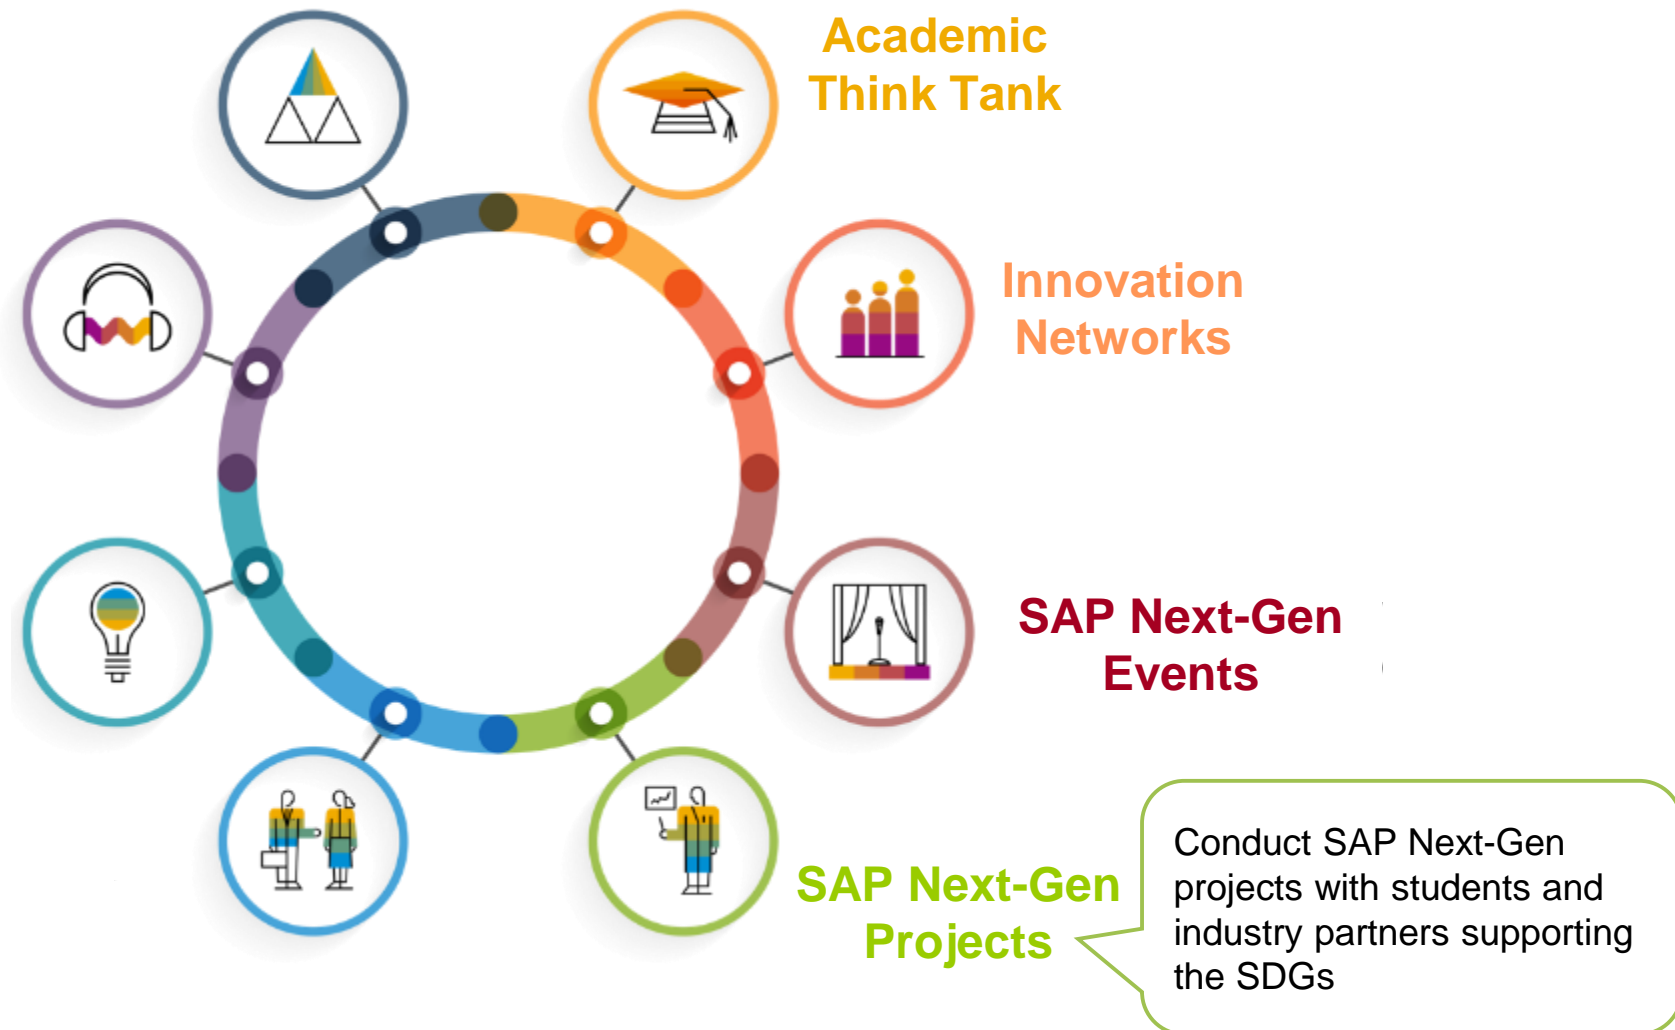 Academic
Think Tank
Innovation
Networks
SAP Next-Gen
Events
SAP Next-Gen
Projects
Conduct SAP Next-Gen
projects with students and
industry partners supporting
the SDGs